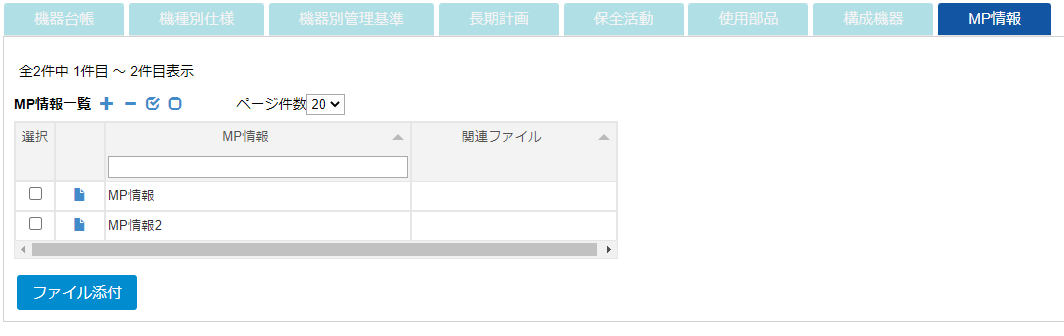 機器台帳 機種別仕様 機器別管理基準 長期計画 保全活動 使用部品 構成機器 MP情報
全2件中 1件目 ～ 2件目表示
MP情報一覧 ページ件数 20
選択 MP情報 関連ファイル
MP情報
MP情報2
ファイル添付